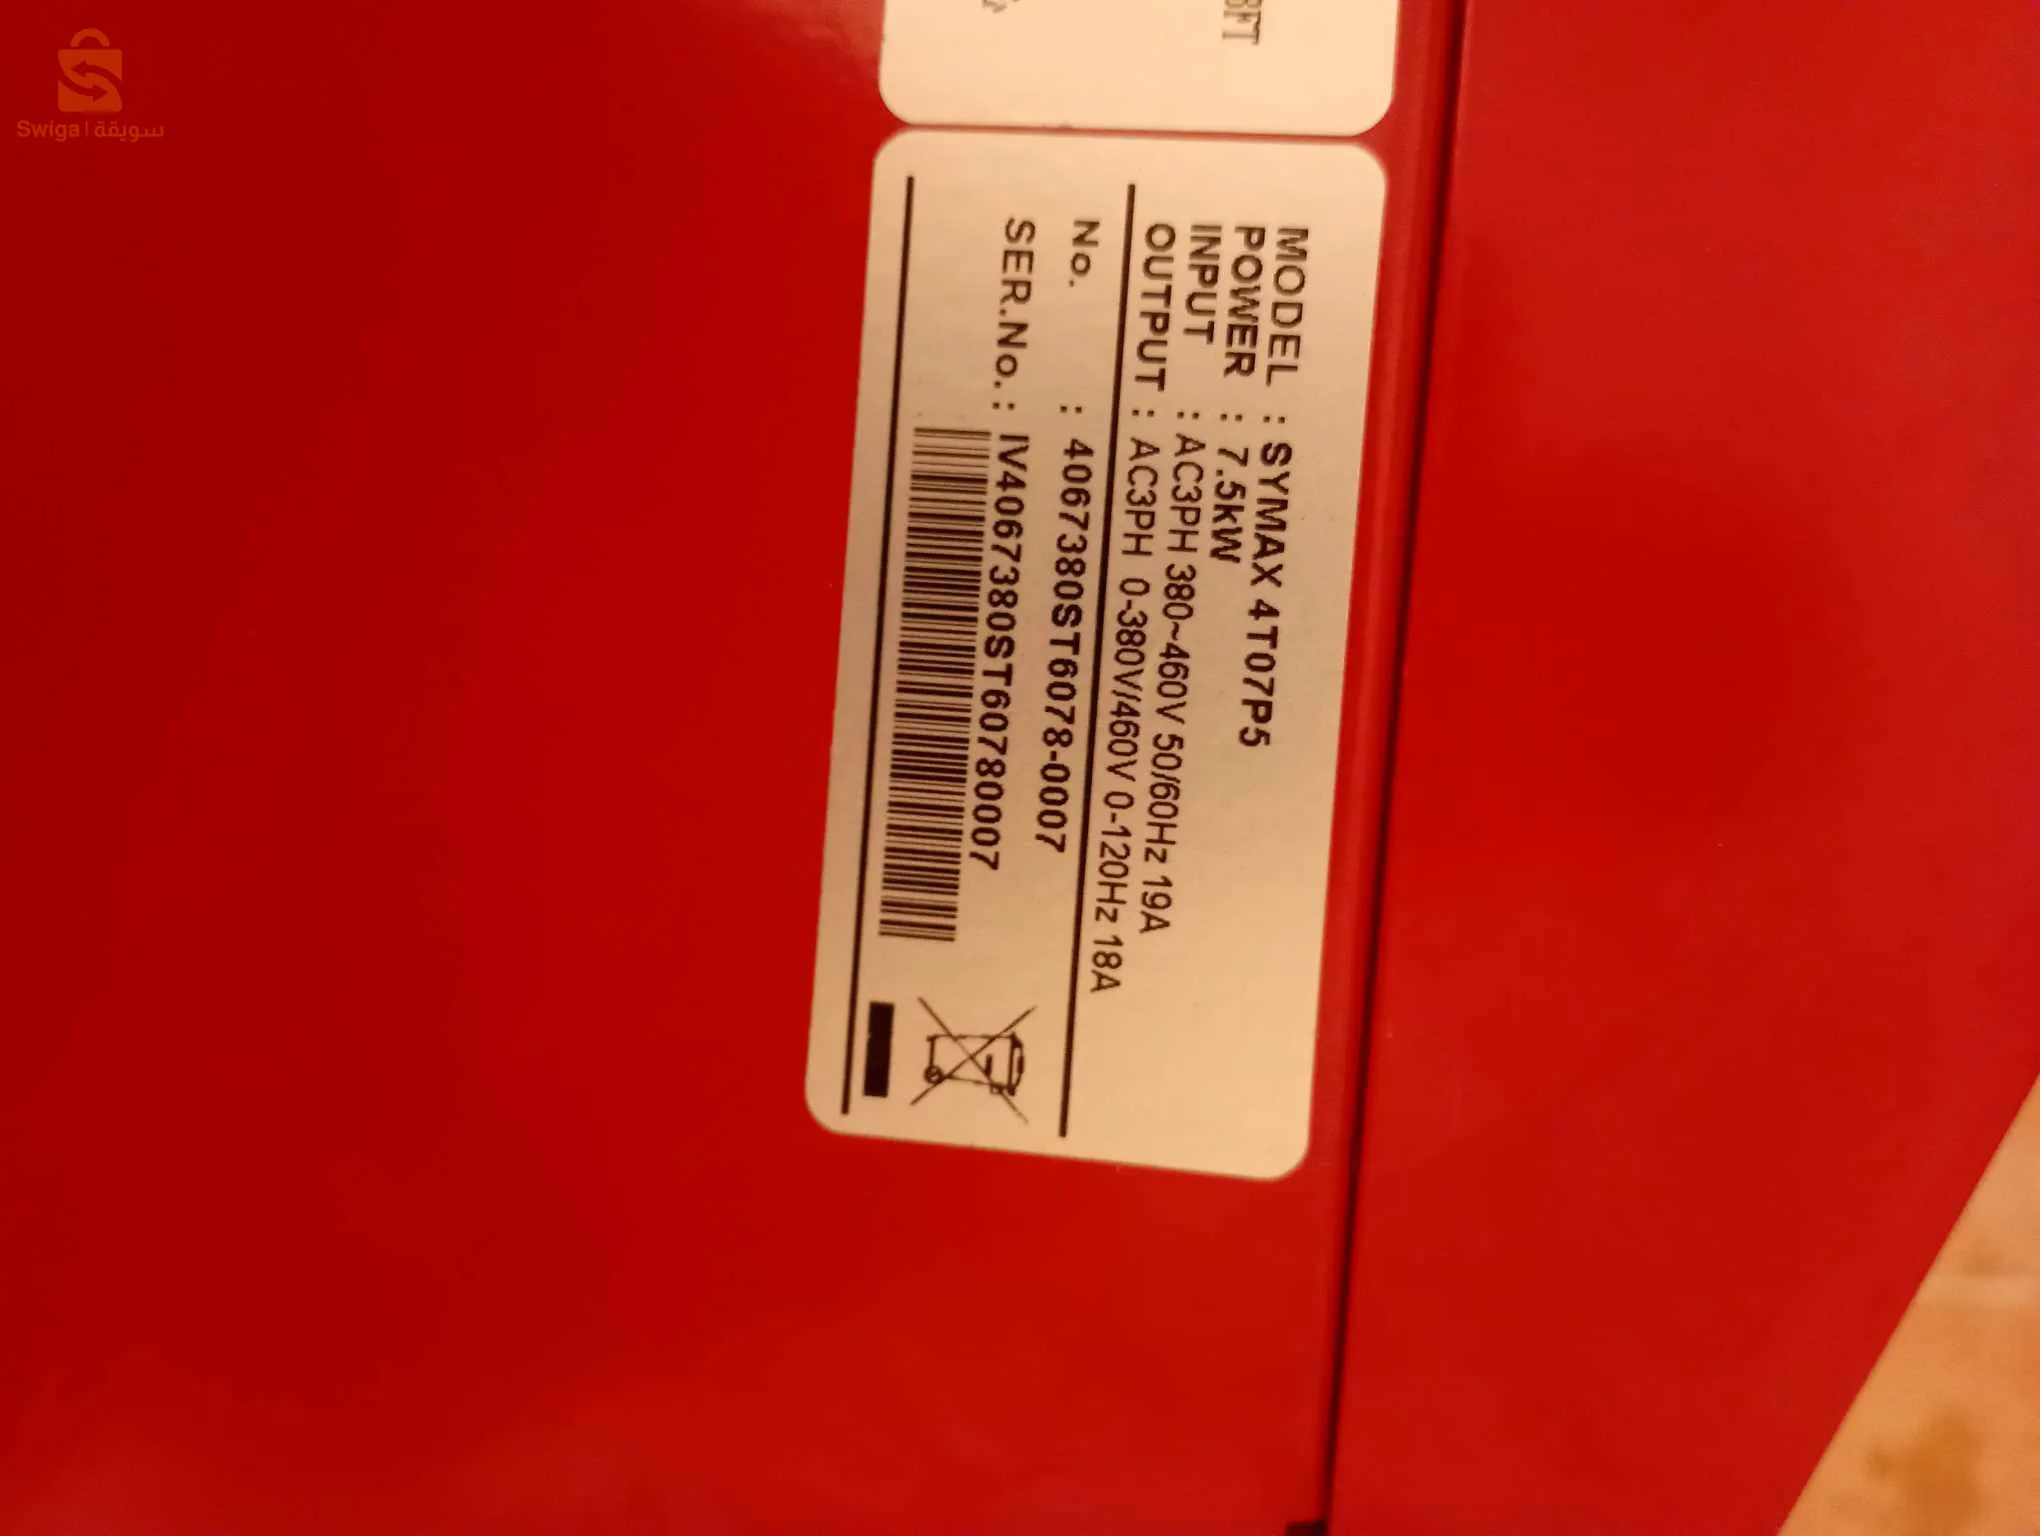 Swiga | سويقة
8FT
MODEL : SYMAX 4T07P5
POWER : 7.5kW
INPUT : AC3PH 380~460V 50/60Hz 19A
OUTPUT : AC3PH 0-380V/460V 0-120Hz 18A
No. : 4067380ST6078-0007
SER.No. : IV4067380ST60780007